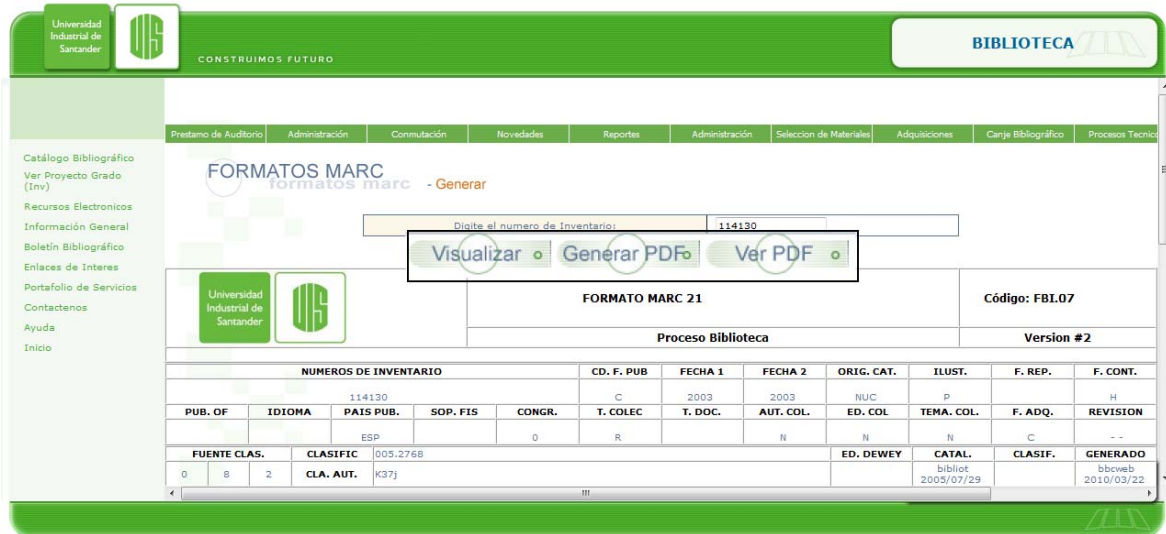 Universidad
Industrial de
Santander
CONSTRUIMOS FUTURO
BIBLIOTECA
Prestamo de Auditorio Administración Conmutación Novedades Reportes Administración Seleccion de Materiales Adquisiciones Canje Bibliográfico Procesos Tecnico
Catálogo Bibliográfico
Ver Proyecto Grado
(Inv)
Recursos Electronicos
Información General
Boletín Bibliográfico
Enlaces de Interes
Portafolio de Servicios
Contactenos
Ayuda
Inicio
FORMATOS MARC
formatos marc - Generar
Digite el numero de Inventario: 114130
Visualizar Generar PDF Ver PDF
Universidad
Industrial de
Santander
FORMATO MARC 21 Código: FBI.07
Proceso Biblioteca Version #2
NUMEROS DE INVENTARIO CD. F. PUB FECHA 1 FECHA 2 ORIG. CAT. ILUST. F. REP. F. CONT.
114130 C 2003 2003 NUC P H
PUB. OF IDIOMA PAIS PUB. SOP. FIS CONGR. T. COLEC T. DOC. AUT. COL. ED. COL TEMA. COL. F. ADQ. REVISION
ESP 0 R N N N C - -
FUENTE CLAS. CLASIFIC 005.2768 ED. DEWEY CATAL. CLASIF. GENERADO
0 8 2 CLA. AUT. K37j bibliot 2005/07/29 bbcweb 2010/03/22